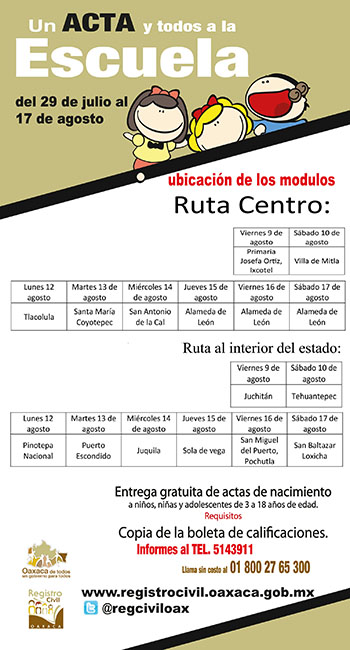 Un ACTA y todos a la
Escuela
del 29 de julio al
17 de agosto
ubicación de los modulos
Ruta Centro:
Viernes 9 de agosto | Sábado 10 de agosto
Primaria Josefa Ortiz, Ixcotel | Villa de Mitla
Lunes 12 agosto | Martes 13 de agosto | Miércoles 14 de agosto | Jueves 15 de agosto | Viernes 16 de agosto | Sábado 17 de agosto
Tlacolula | Santa María Coyotepec | San Antonio de la Cal | Alameda de León | Alameda de León | Alameda de León
Ruta al interior del estado:
Viernes 9 de agosto | Sábado 10 de agosto
Juchitán | Tehuantepec
Lunes 12 agosto | Martes 13 de agosto | Miércoles 14 de agosto | Jueves 15 de agosto | Viernes 16 de agosto | Sábado 17 de agosto
Pinotepa Nacional | Puerto Escondido | Juquila | Sola de vega | San Miguel del Puerto, Pochutla | San Baltazar Loxicha
Entrega gratuita de actas de nacimiento
a niños, niñas y adolescentes de 3 a 18 años de edad.
Requisitos
Copia de la boleta de calificaciones.
Informes al TEL. 5143911
Llama sin costo al 01 800 27 65 300
Oaxaca de todos
un gobierno para todos
Registro
Civil
OAXACA
www.registrocivil.oaxaca.gob.mx
@regciviloax